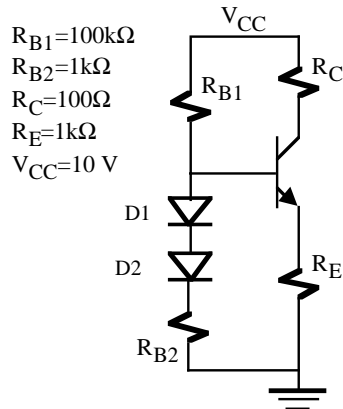 R_B1=100kΩ
R_B2=1kΩ
R_C=100Ω
R_E=1kΩ
V_CC=10 V
V_CC
R_B1
R_C
D1
D2
R_E
R_B2